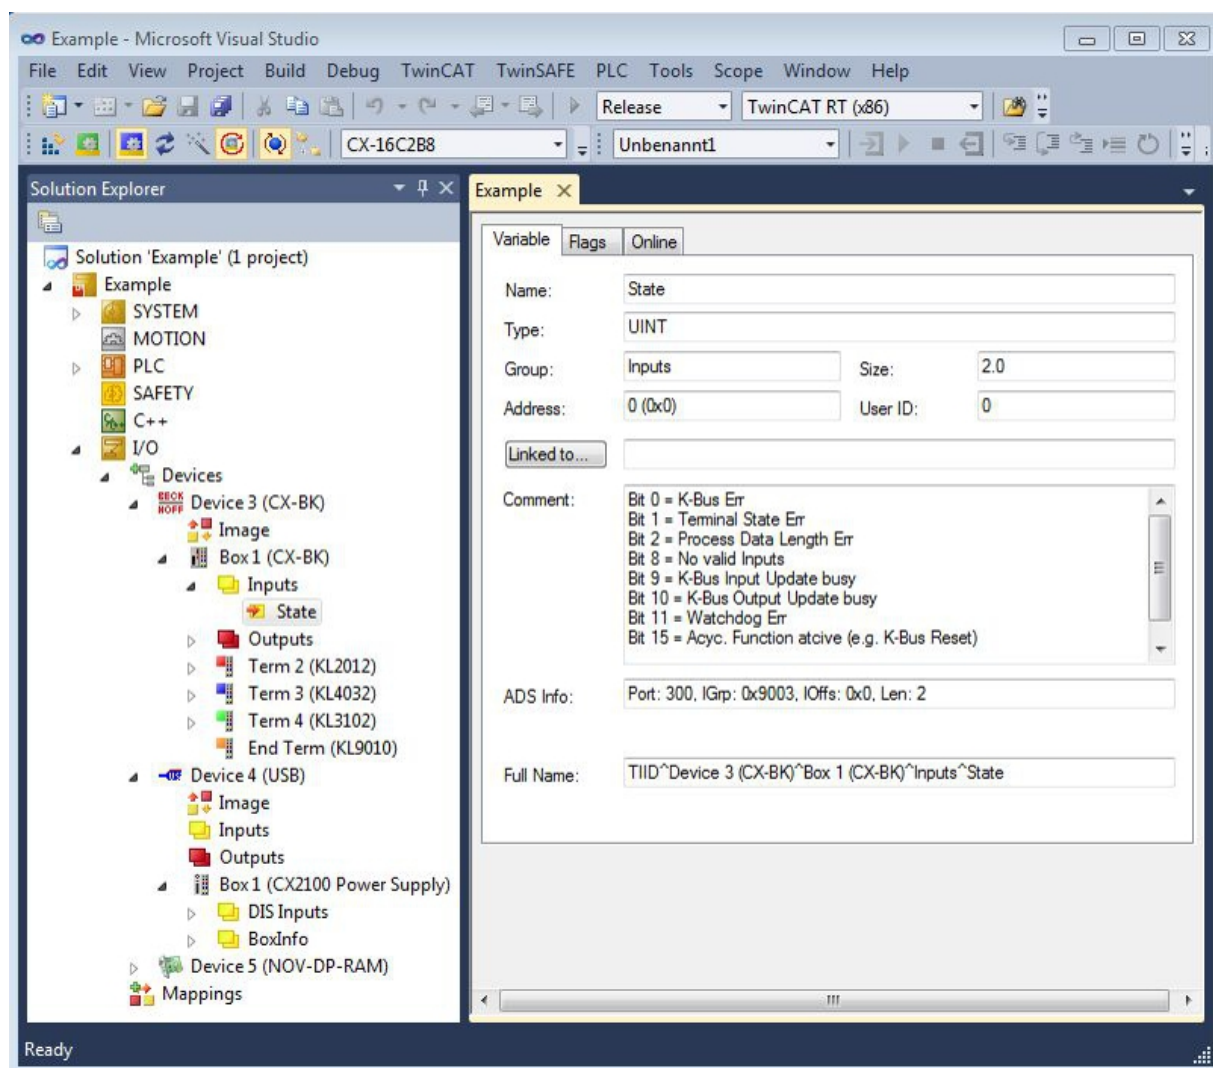 Example - Microsoft Visual Studio
File Edit View Project Build Debug TwinCAT TwinSAFE PLC Tools Scope Window Help
Release TwinCAT RT (x86)
CX-16C2B8 Unbenannt1
Solution Explorer
Solution 'Example' (1 project)
Example
SYSTEM
MOTION
PLC
SAFETY
C++
I/O
Devices
BECK
HOFF
Device 3 (CX-BK)
Image
Box 1 (CX-BK)
Inputs
State
Outputs
Term 2 (KL2012)
Term 3 (KL4032)
Term 4 (KL3102)
End Term (KL9010)
Device 4 (USB)
Image
Inputs
Outputs
Box 1 (CX2100 Power Supply)
DIS Inputs
BoxInfo
Device 5 (NOV-DP-RAM)
Mappings
Example
Variable Flags Online
Name: State
Type: UINT
Group: Inputs Size: 2.0
Address: 0 (0x0) User ID: 0
Linked to...
Comment: Bit 0 = K-Bus Err
Bit 1 = Terminal State Err
Bit 2 = Process Data Length Err
Bit 8 = No valid Inputs
Bit 9 = K-Bus Input Update busy
Bit 10 = K-Bus Output Update busy
Bit 11 = Watchdog Err
Bit 15 = Acyc. Function atcive (e.g. K-Bus Reset)
ADS Info: Port: 300, IGrp: 0x9003, IOffs: 0x0, Len: 2
Full Name: TIID^Device 3 (CX-BK)^Box 1 (CX-BK)^Inputs^State
Ready